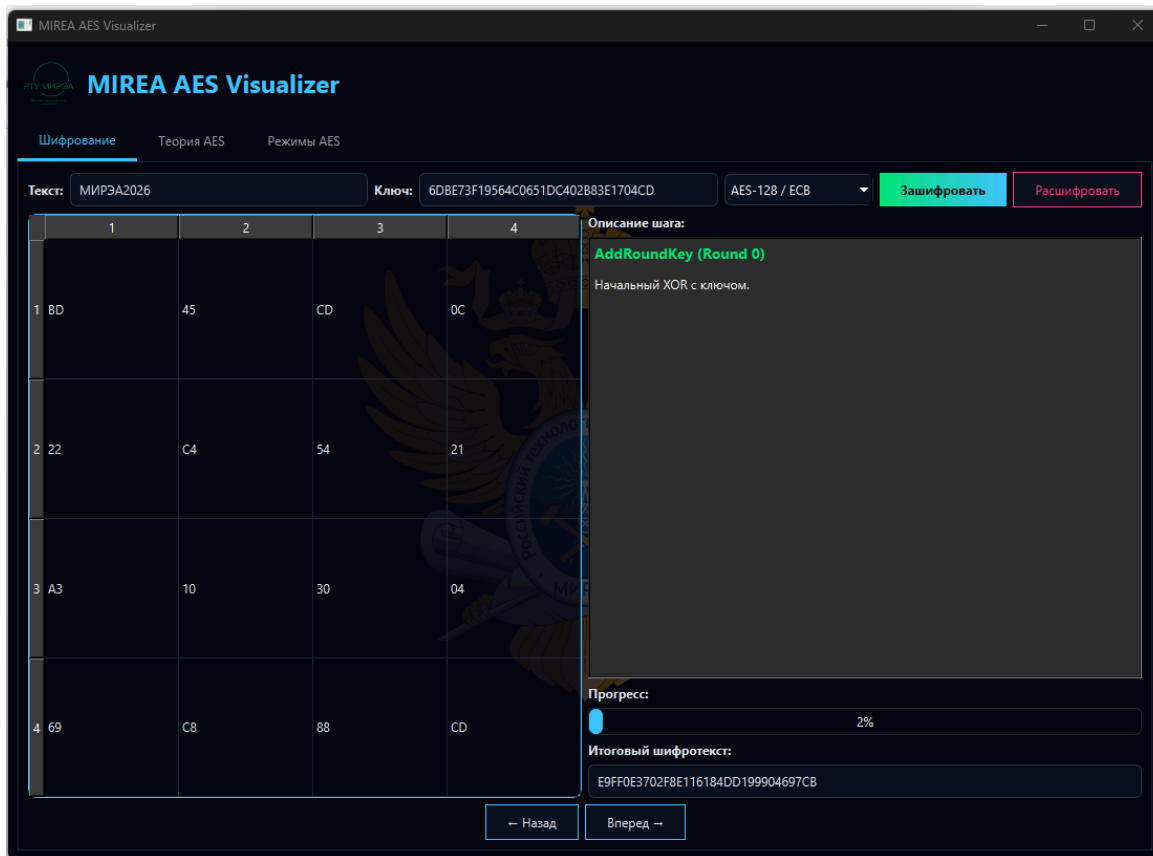 MIREA AES Visualizer
РТУ МИРЭА
MIREA AES Visualizer
Шифрование Теория AES Режимы AES
Текст: МИРЭА2026 Ключ: 6DBE73F19564C0651DC402B83E1704CD AES-128 / ECB Зашифровать Расшифровать
1 2 3 4
Описание шага:
AddRoundKey (Round 0)
Начальный XOR с ключом.
1 BD 45 CD 0C
2 22 C4 54 21
3 A3 10 30 04
4 69 C8 88 CD
Прогресс:
2%
Итоговый шифротекст:
E9FF0E3702F8E116184DD199904697CB
← Назад Вперед →